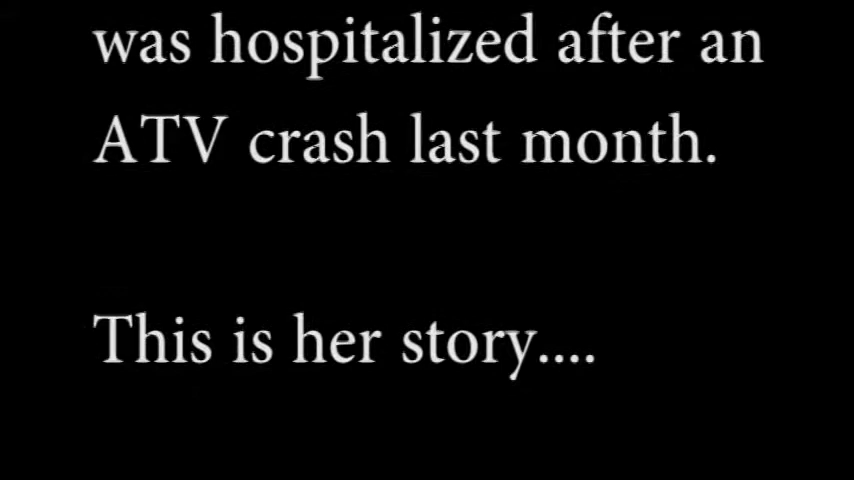 was hospitalized after an
ATV crash last month.
This is her story....